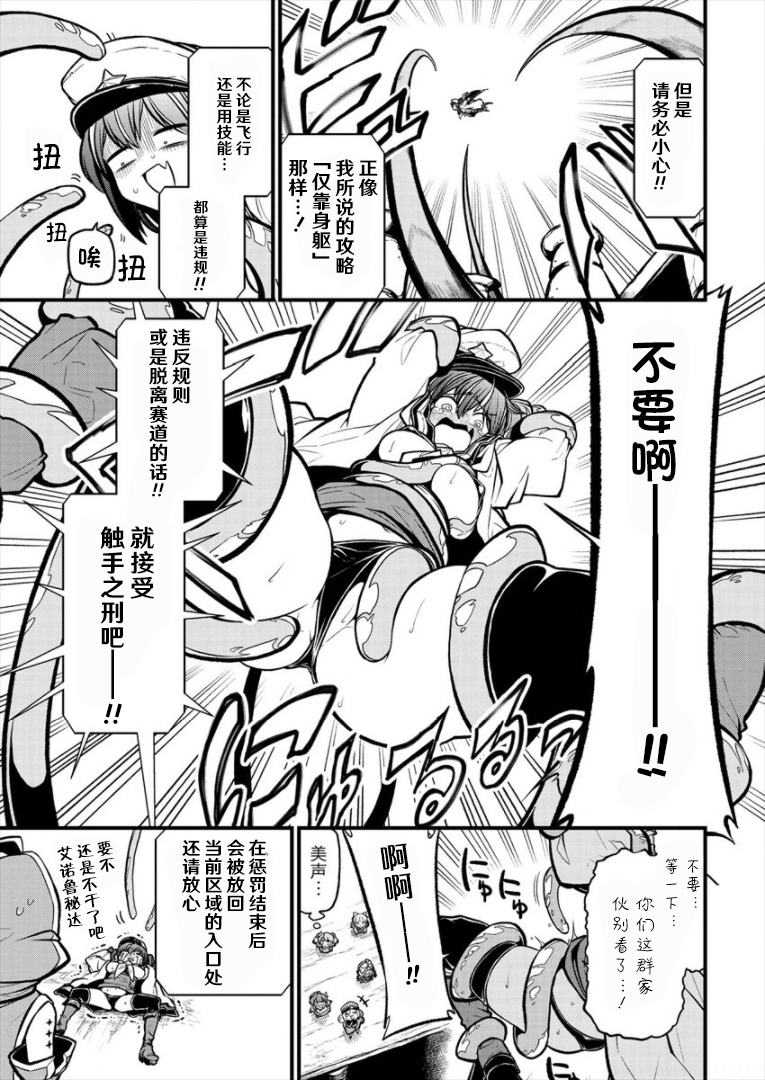 但是
请务必小心!!
正像
我所说的攻略
「仅靠身躯」
那样…!
不论是飞行
还是用技能…
都算是违规!!
扭
扭
唉
扭
不要啊——!!
违反规则
或是脱离赛道的话!!
就接受
触手之刑吧——!!
にゅるにゅる
不要…
等一下…
你们这群家
伙别看了…!
にゅ
にゅ
啊
啊——!!
美声…
在惩罚结束后
会被放回
当前区域的入口处
还请放心
要不
还是不干了吧
艾诺鲁秘达